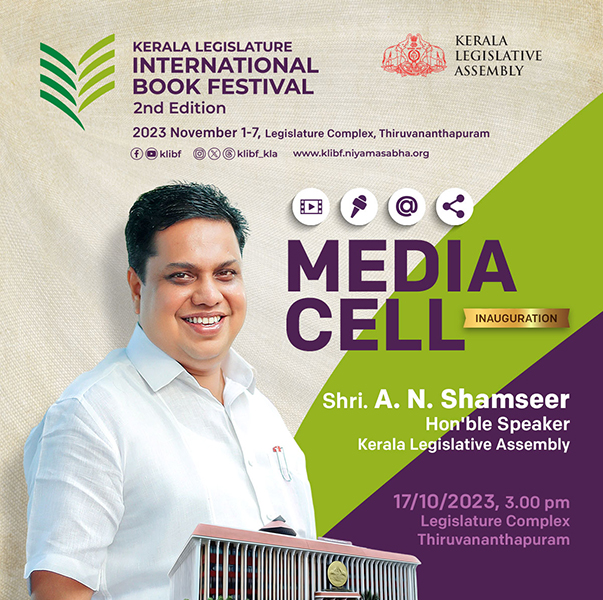 KERALA LEGISLATURE
INTERNATIONAL
BOOK FESTIVAL
2nd Edition
2023 November 1-7, Legislature Complex, Thiruvananthapuram
klibf klibf_kla www.klibf.niyamasabha.org
KERALA
LEGISLATIVE
ASSEMBLY
@
MEDIA
CELL
INAUGURATION
Shri. A. N. Shamseer
Hon'ble Speaker
Kerala Legislative Assembly
17/10/2023, 3.00 pm
Legislature Complex
Thiruvananthapuram